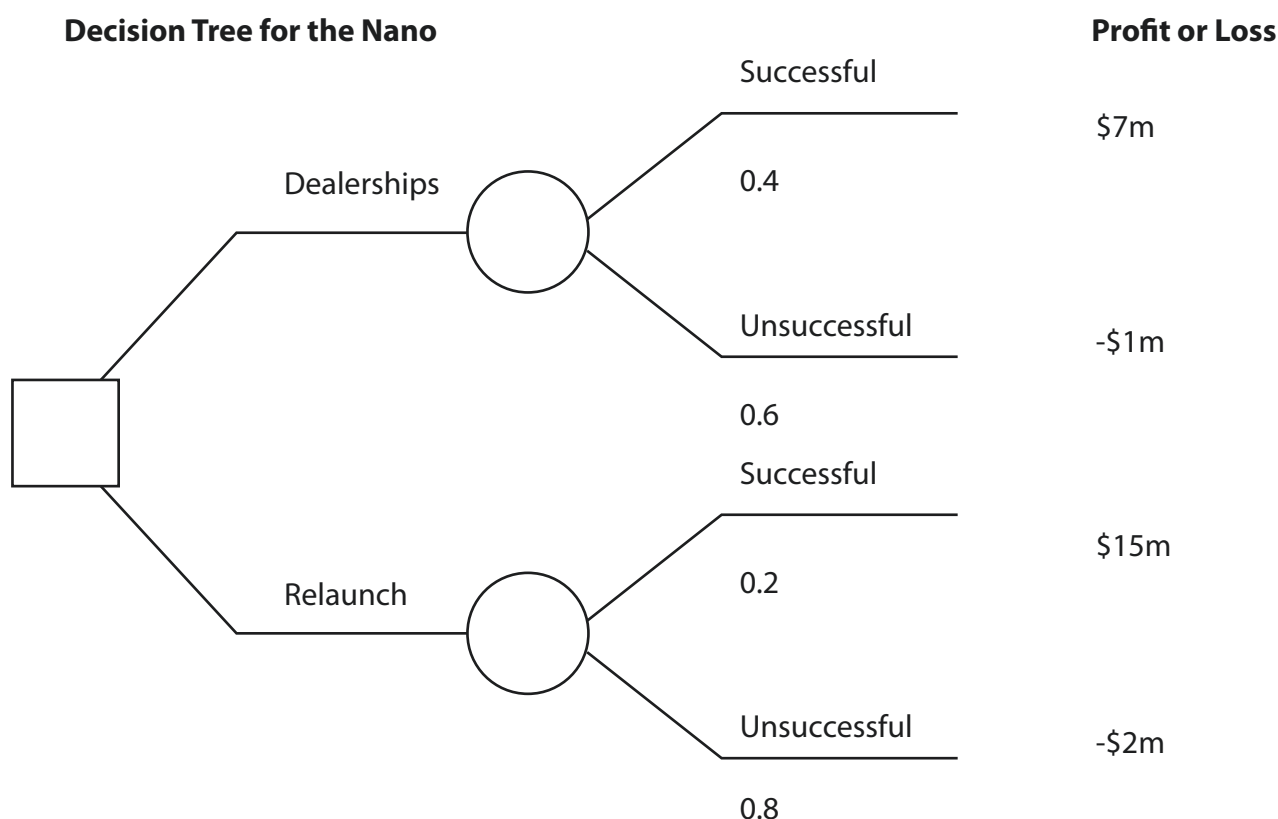 Decision Tree for the Nano
Profit or Loss
Successful
$7m
Dealerships
0.4
Unsuccessful
-$1m
0.6
Successful
$15m
Relaunch
0.2
Unsuccessful
-$2m
0.8